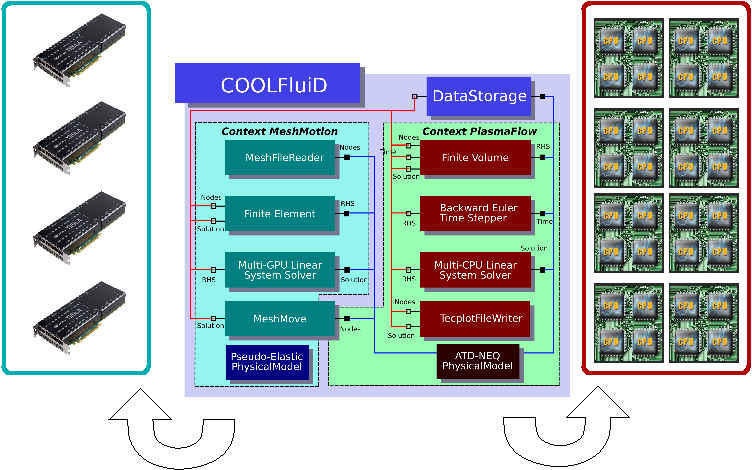 COOLFluiD
DataStorage
Context MeshMotion
Context PlasmaFlow
MeshFileReader
Nodes
Nodes
Time
Solution
Finite Volume
RHS
Nodes
Solution
Finite Element
RHS
RHS
Backward Euler
Time Stepper
Time
RHS
Multi-GPU Linear
System Solver
Solution
RHS
Multi-CPU Linear
System Solver
Solution
Solution
MeshMove
Nodes
Nodes
Solution
TecplotFileWriter
Pseudo-Elastic
PhysicalModel
ATD-NEQ
PhysicalModel
CPU CPU CPU CPU
CPU CPU CPU CPU
CPU CPU CPU CPU
CPU CPU CPU CPU
CPU CPU CPU CPU
CPU CPU CPU CPU
CPU CPU CPU CPU
CPU CPU CPU CPU